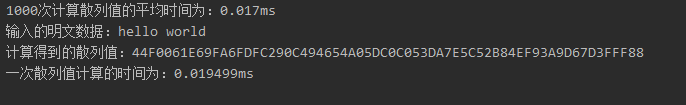 1000次计算散列值的平均时间为：0.017ms
输入的明文数据：hello world
计算得到的散列值：44F0061E69FA6FDFC290C494654A05DC0C053DA7E5C52B84EF93A9D67D3FFF88
一次散列值计算的时间为：0.019499ms